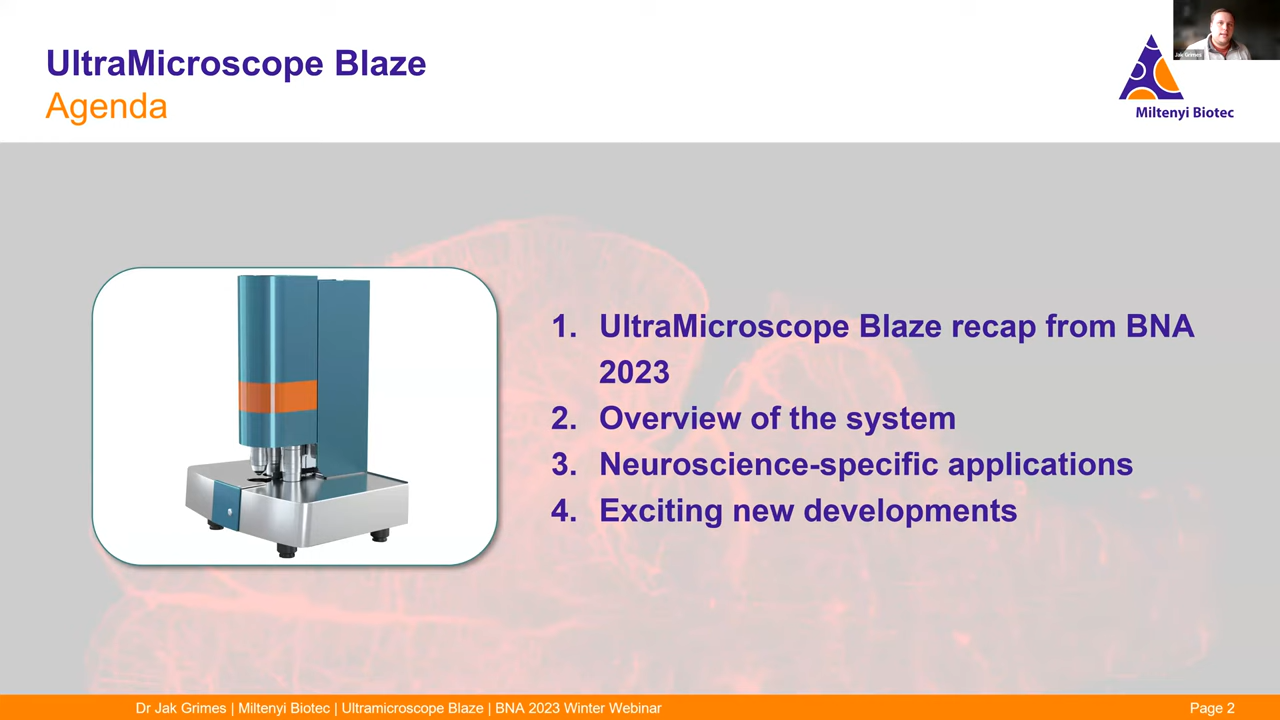 UltraMicroscope Blaze
Agenda
Jak Grimes
Miltenyi Biotec
1. UltraMicroscope Blaze recap from BNA
2023
2. Overview of the system
3. Neuroscience-specific applications
4. Exciting new developments
Dr Jak Grimes | Miltenyi Biotec | Ultramicroscope Blaze | BNA 2023 Winter Webinar
Page 2